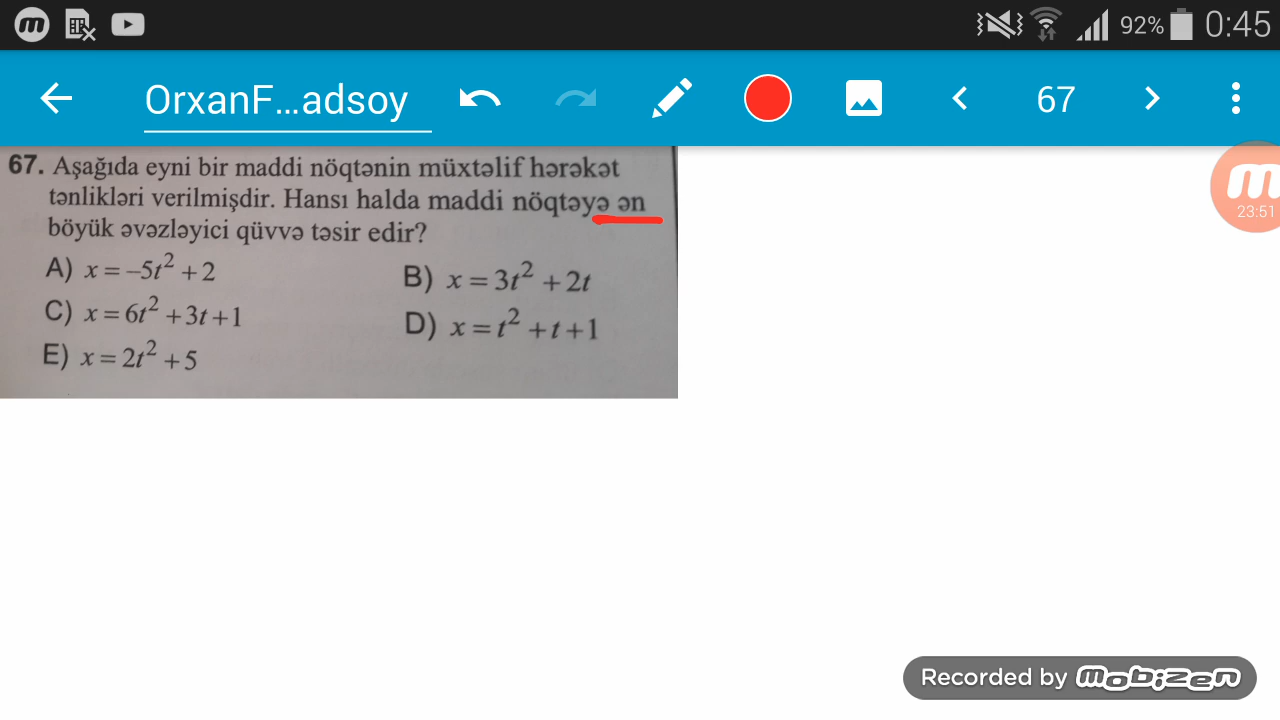 92% 0:45
OrxanF...adsoy 67
23:51
67. Aşağıda eyni bir maddi nöqtənin müxtəlif hərəkət
tənlikləri verilmişdir. Hansı halda maddi nöqtəyə ən
böyük əvəzləyici qüvvə təsir edir?
A) x = –5t² + 2
B) x = 3t² + 2t
C) x = 6t² + 3t + 1
D) x = t² + t + 1
E) x = 2t² + 5
Recorded by mobizen